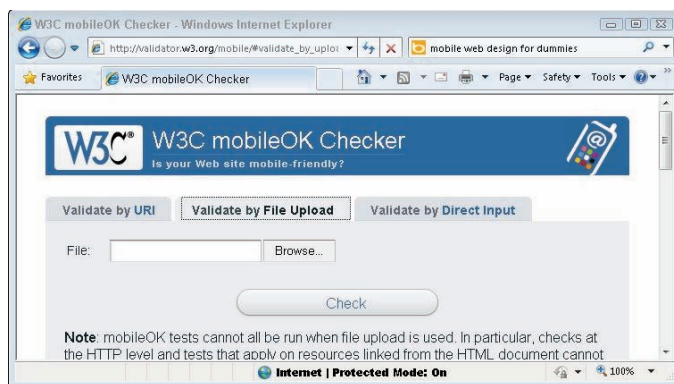 W3C mobileOK Checker - Windows Internet Explorer
http://validator.w3.org/mobile/#validate_by_uploa mobile web design for dummies
Favorites W3C mobileOK Checker Page Safety Tools
W3C® W3C mobileOK Checker
Is your Web site mobile-friendly?
Validate by URI Validate by File Upload Validate by Direct Input
File: Browse...
Check
Note: mobileOK tests cannot all be run when file upload is used. In particular, checks at
the HTTP level and tests that apply on resources linked from the HTML document cannot
Internet | Protected Mode: On 100%